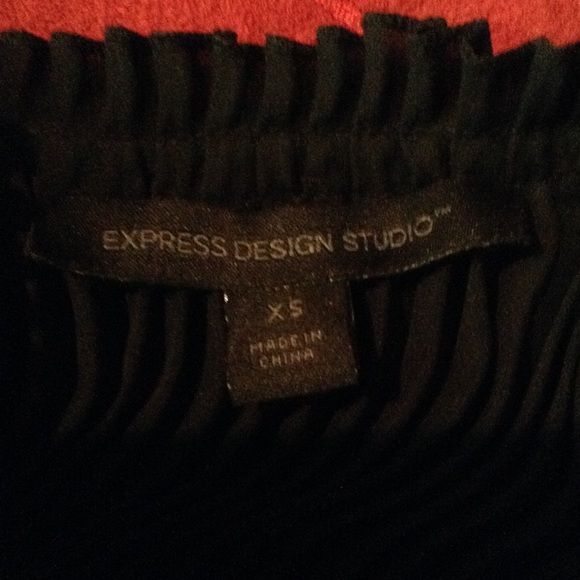 EXPRESS DESIGN STUDIO™
XS
MADE IN
CHINA